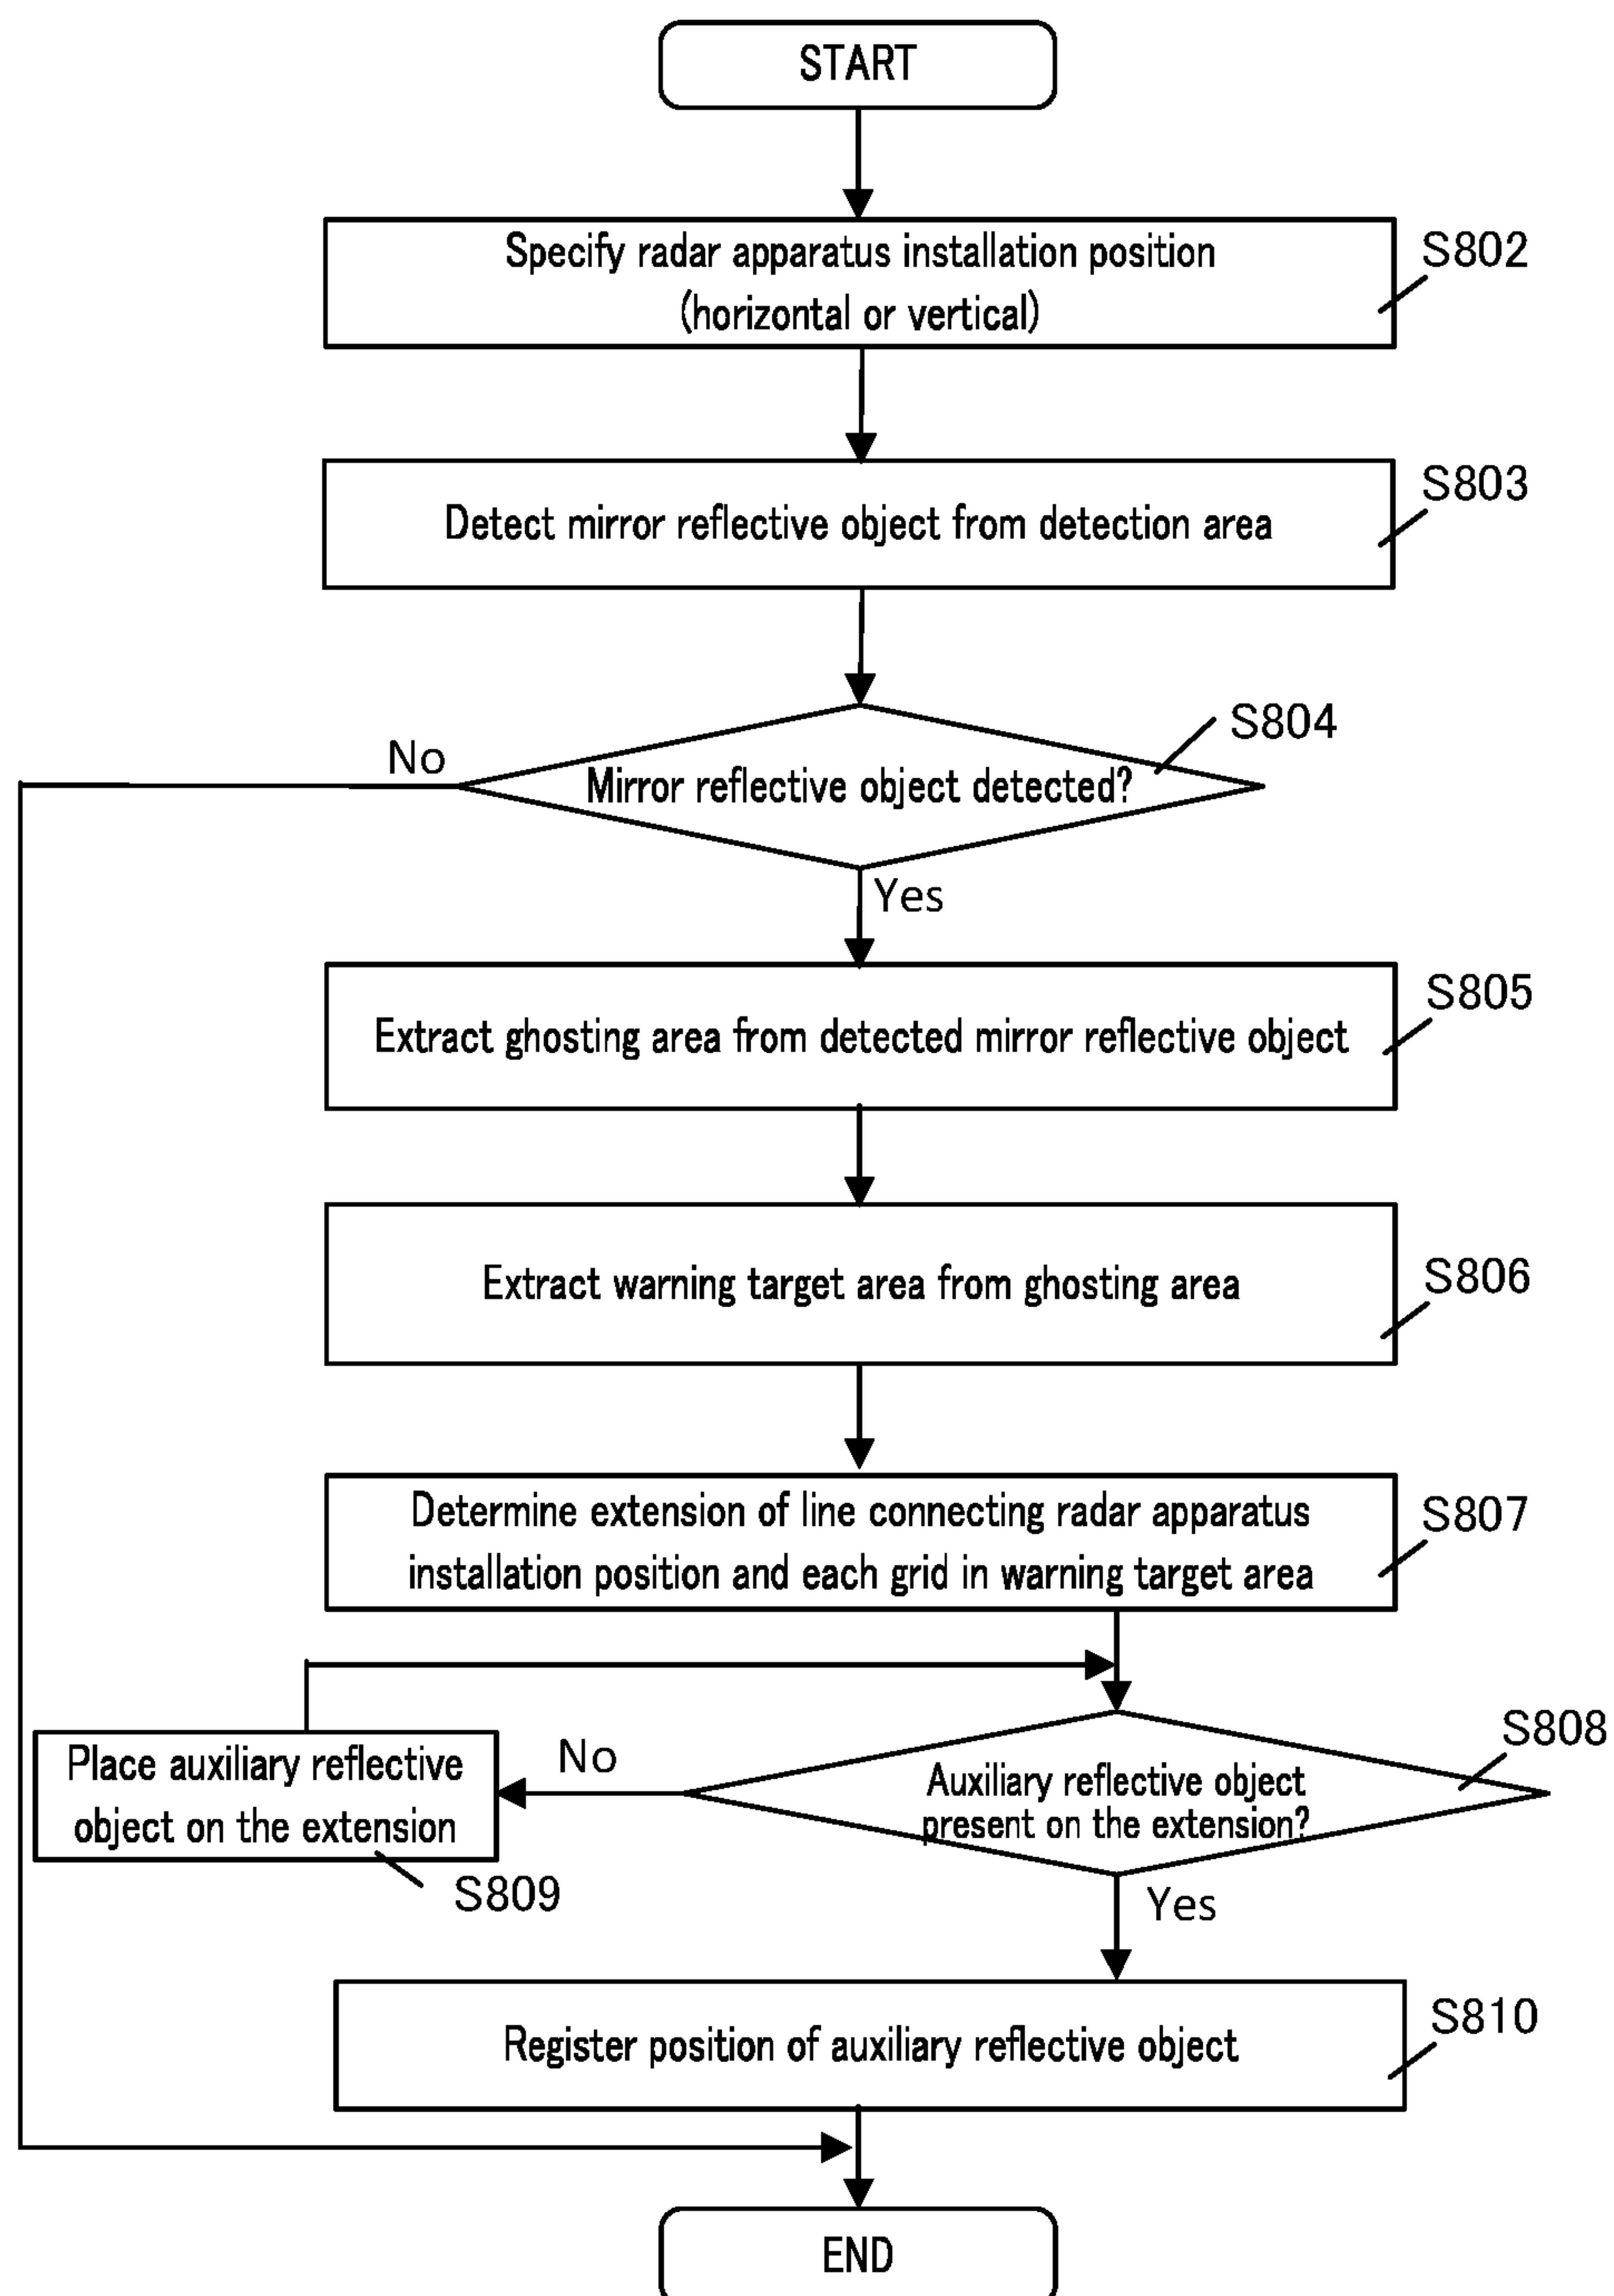 START
Specify radar apparatus installation position
(horizontal or vertical)
S802
Detect mirror reflective object from detection area
S803
Mirror reflective object detected?
S804
No
Yes
Extract ghosting area from detected mirror reflective object
S805
Extract warning target area from ghosting area
S806
Determine extension of line connecting radar apparatus
installation position and each grid in warning target area
S807
Auxiliary reflective object
present on the extension?
S808
No
Place auxiliary reflective
object on the extension
S809
Yes
Register position of auxiliary reflective object
S810
END